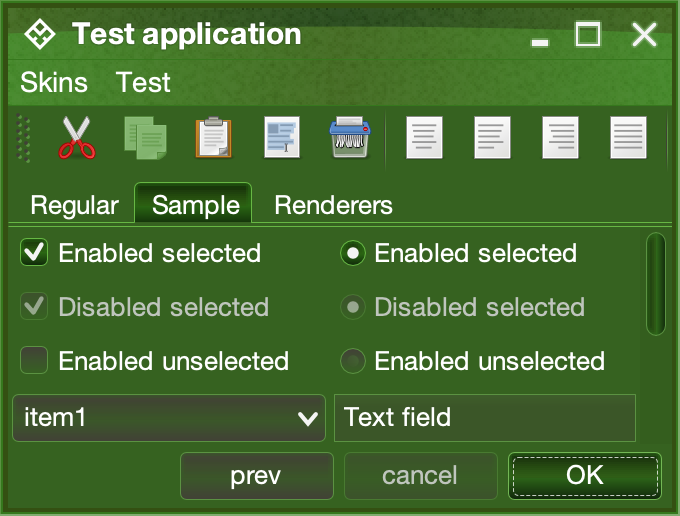 Test application
Skins Test
Regular Sample Renderers
Enabled selected Enabled selected
Disabled selected Disabled selected
Enabled unselected Enabled unselected
item1 Text field
prev cancel OK